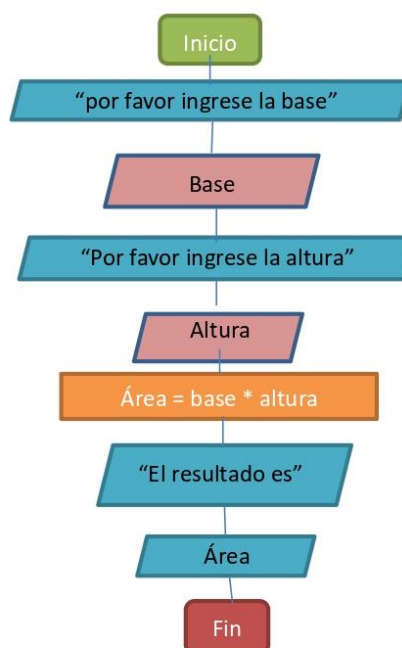 Inicio
“por favor ingrese la base”
Base
“Por favor ingrese la altura”
Altura
Área = base * altura
“El resultado es”
Área
Fin